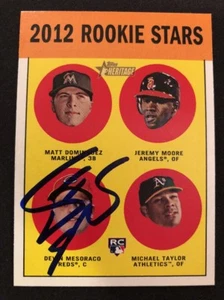 2012 ROOKIE STARS
Topps
HERITAGE
MATT DOMINGUEZ
MARLINS, 3B
JEREMY MOORE
ANGELS, OF
DEVIN MESORACO
REDS, C
MICHAEL TAYLOR
ATHLETICS, OF
RC